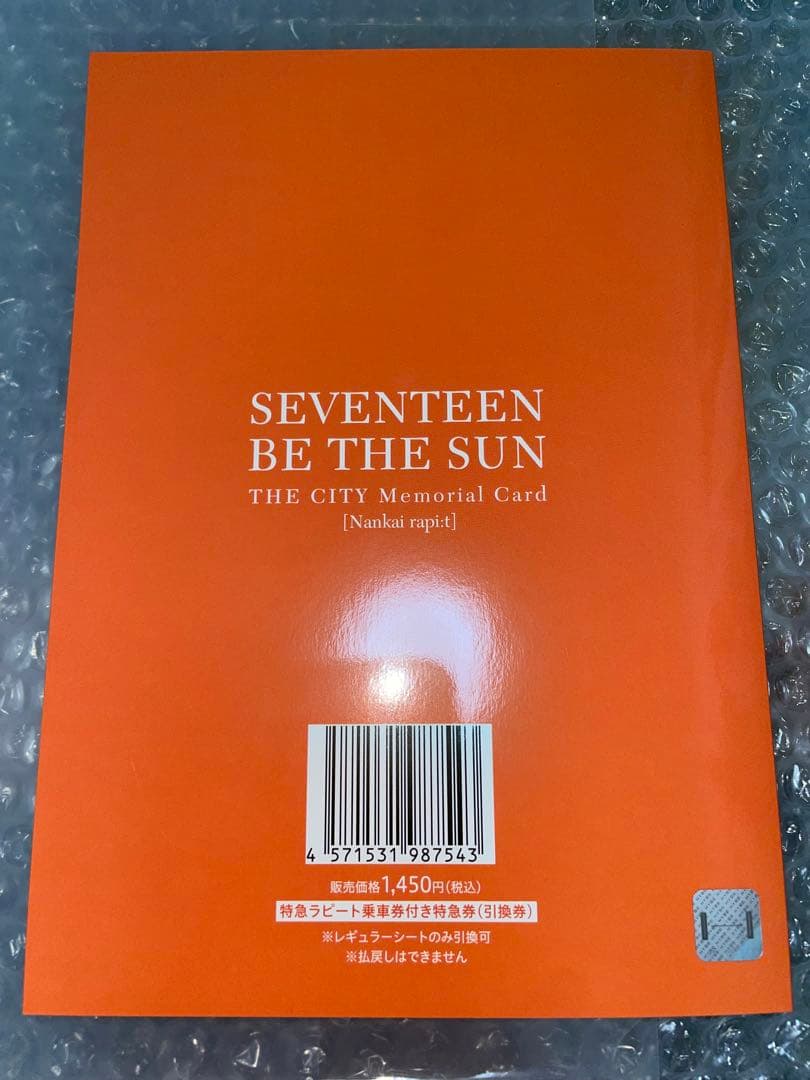 SEVENTEEN
BE THE SUN
THE CITY Memorial Card
[Nankai rapi:t]
4 571531 987543
販売価格1,450円(税込)
特急ラピート乗車券付き特急券(引換券)
※レギュラーシートのみ引換可
※払戻しはできません